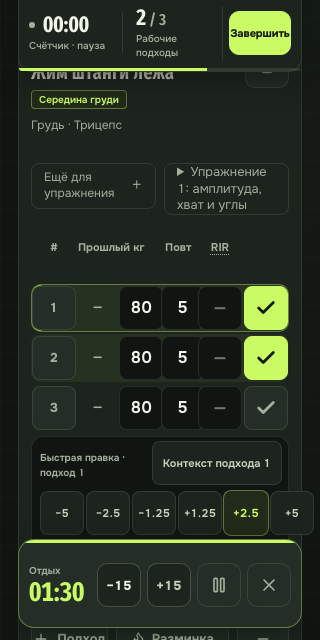 00:00
Счётчик · пауза
2 / 3
Рабочие
подходы
Завершить
Жим штанги лежа
Середина груди
Грудь · Трицепс
Ещё для
упражнения
+
▶ Упражнение
1: амплитуда,
хват и углы
# Прошлый кг Повт RIR
1 – 80 5 –
2 – 80 5 –
3 – 80 5 –
Быстрая правка ·
подход 1
Контекст подхода 1
−5 −2.5 −1.25 +1.25 +2.5 +5
Отдых
01:30
−15 +15
+ Подход Разминка